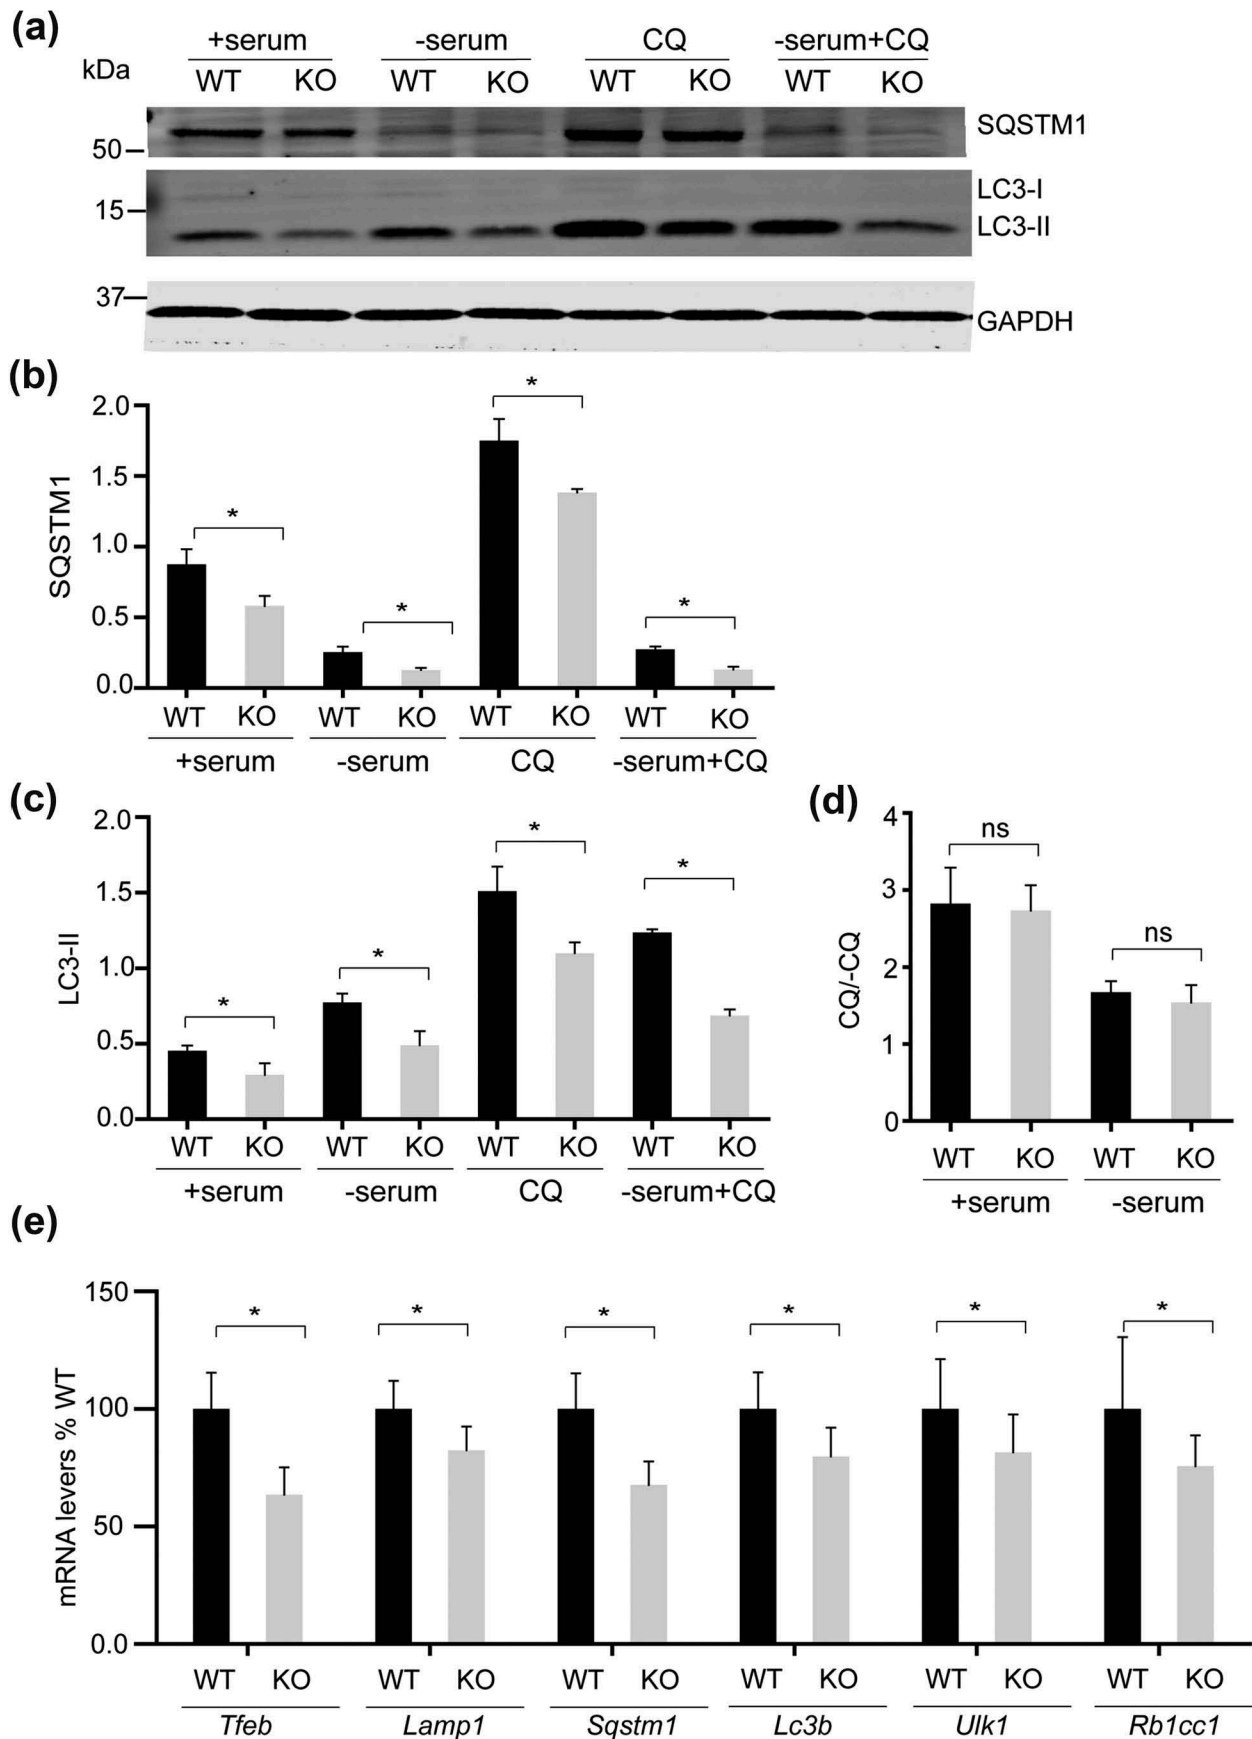 (a)
+serum -serum CQ -serum+CQ
kDa WT KO WT KO WT KO WT KO
SQSTM1
50
LC3-I
15
LC3-II
37
GAPDH
(b)
2.0
1.5
1.0
0.5
0.0
SQSTM1
* * * *
WT KO WT KO WT KO WT KO
+serum -serum CQ -serum+CQ
(c)
2.0
1.5
1.0
0.5
0.0
LC3-II
* * * *
WT KO WT KO WT KO WT KO
+serum -serum CQ -serum+CQ
(d)
4
3
2
1
0
CQ/-CQ
ns ns
WT KO WT KO
+serum -serum
(e)
150
100
50
0.0
mRNA levers % WT
* * * * * *
WT KO WT KO WT KO WT KO WT KO WT KO
Tfeb Lamp1 Sqstm1 Lc3b Ulk1 Rb1cc1